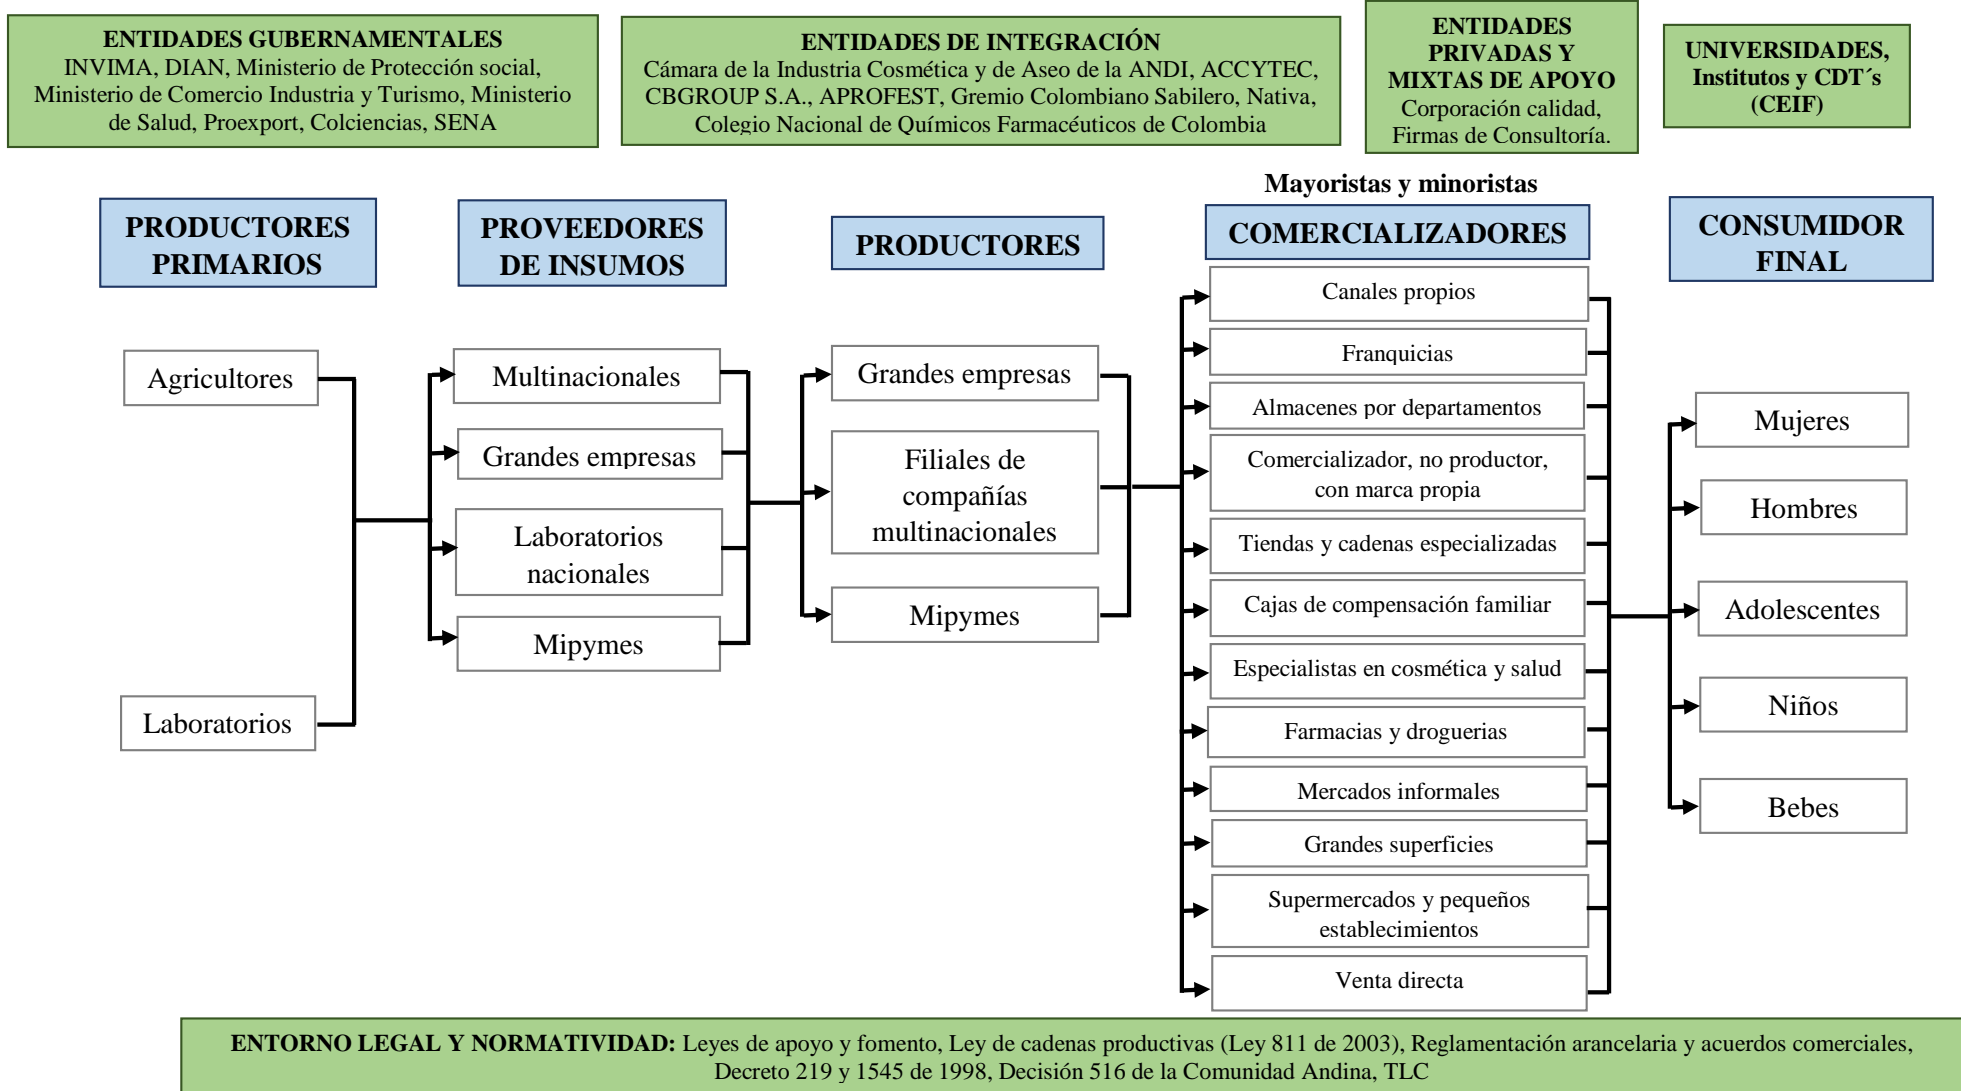 ENTIDADES GUBERNAMENTALES
INVIMA, DIAN, Ministerio de Protección social,
Ministerio de Comercio Industria y Turismo, Ministerio
de Salud, Proexport, Colciencias, SENA
ENTIDADES DE INTEGRACIÓN
Cámara de la Industria Cosmética y de Aseo de la ANDI, ACCYTEC,
CBGROUP S.A., APROFEST, Gremio Colombiano Sabilero, Nativa,
Colegio Nacional de Químicos Farmacéuticos de Colombia
ENTIDADES
PRIVADAS Y
MIXTAS DE APOYO
Corporación calidad,
Firmas de Consultoría.
UNIVERSIDADES,
Institutos y CDT´s
(CEIF)
PRODUCTORES
PRIMARIOS
Agricultores
Laboratorios
PROVEEDORES
DE INSUMOS
Multinacionales
Grandes empresas
Laboratorios
nacionales
Mipymes
PRODUCTORES
Grandes empresas
Filiales de
compañías
multinacionales
Mipymes
Mayoristas y minoristas
COMERCIALIZADORES
Canales propios
Franquicias
Almacenes por departamentos
Comercializador, no productor,
con marca propia
Tiendas y cadenas especializadas
Cajas de compensación familiar
Especialistas en cosmética y salud
Farmacias y droguerias
Mercados informales
Grandes superficies
Supermercados y pequeños
establecimientos
Venta directa
CONSUMIDOR
FINAL
Mujeres
Hombres
Adolescentes
Niños
Bebes
ENTORNO LEGAL Y NORMATIVIDAD: Leyes de apoyo y fomento, Ley de cadenas productivas (Ley 811 de 2003), Reglamentación arancelaria y acuerdos comerciales,
Decreto 219 y 1545 de 1998, Decisión 516 de la Comunidad Andina, TLC